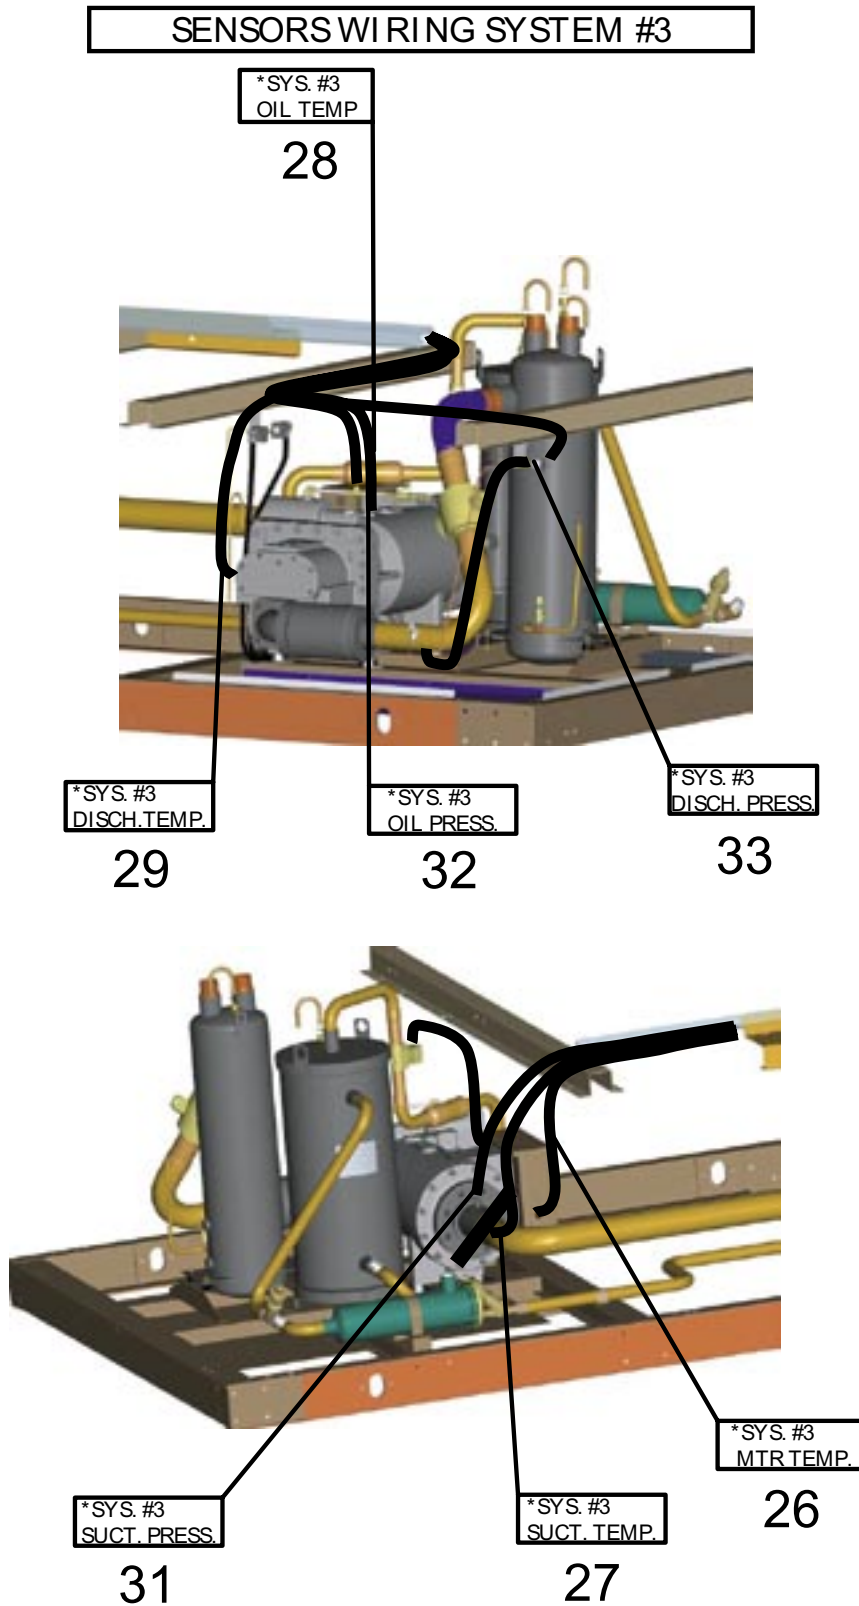 SENSORS WIRING SYSTEM #3
*SYS. #3
OIL TEMP
28
*SYS. #3
DISCH.TEMP.
29
*SYS. #3
OIL PRESS.
32
*SYS. #3
DISCH. PRESS.
33
*SYS. #3
MTR TEMP.
26
*SYS. #3
SUCT. PRESS.
31
*SYS. #3
SUCT. TEMP.
27